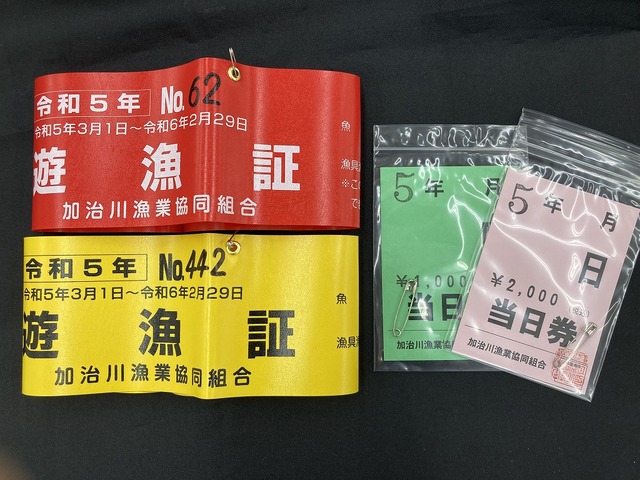 令和5年 No.62
令和5年3月1日～令和6年2月29日
遊漁証
加治川漁業協同組合
魚
漁具
※こ
令和5年 No.442
令和5年3月1日～令和6年2月29日
遊漁証
加治川漁業協同組合
魚
漁具
5年 月
¥1,000
当日
加治川漁業協
5年 月
日
¥2,000
当日券
加治川漁業協同組合